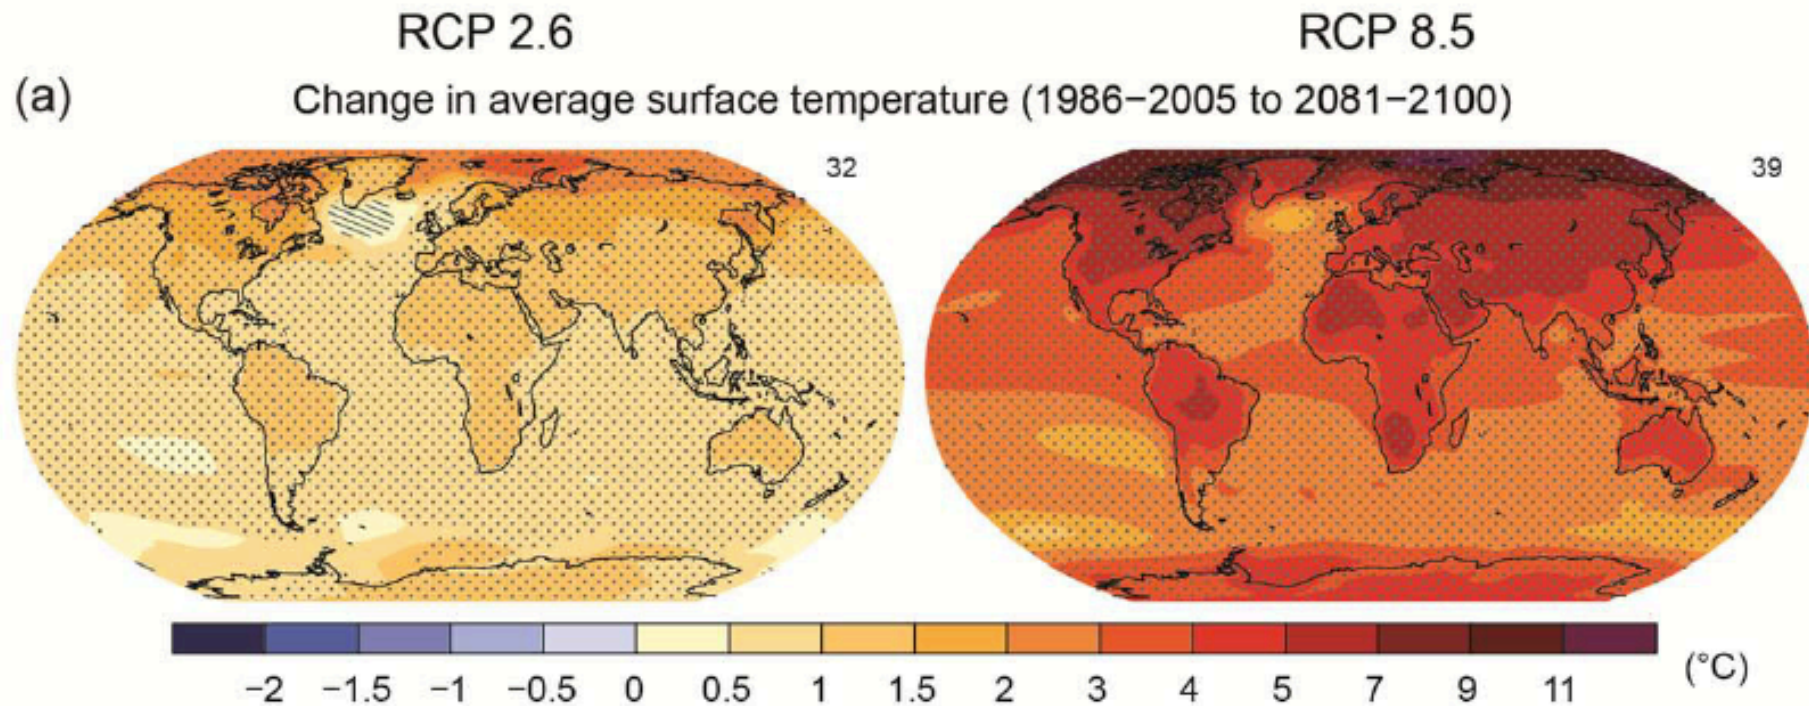 RCP 2.6 RCP 8.5
(a) Change in average surface temperature (1986−2005 to 2081−2100)
32 39
−2 −1.5 −1 −0.5 0 0.5 1 1.5 2 3 4 5 7 9 11 (°C)